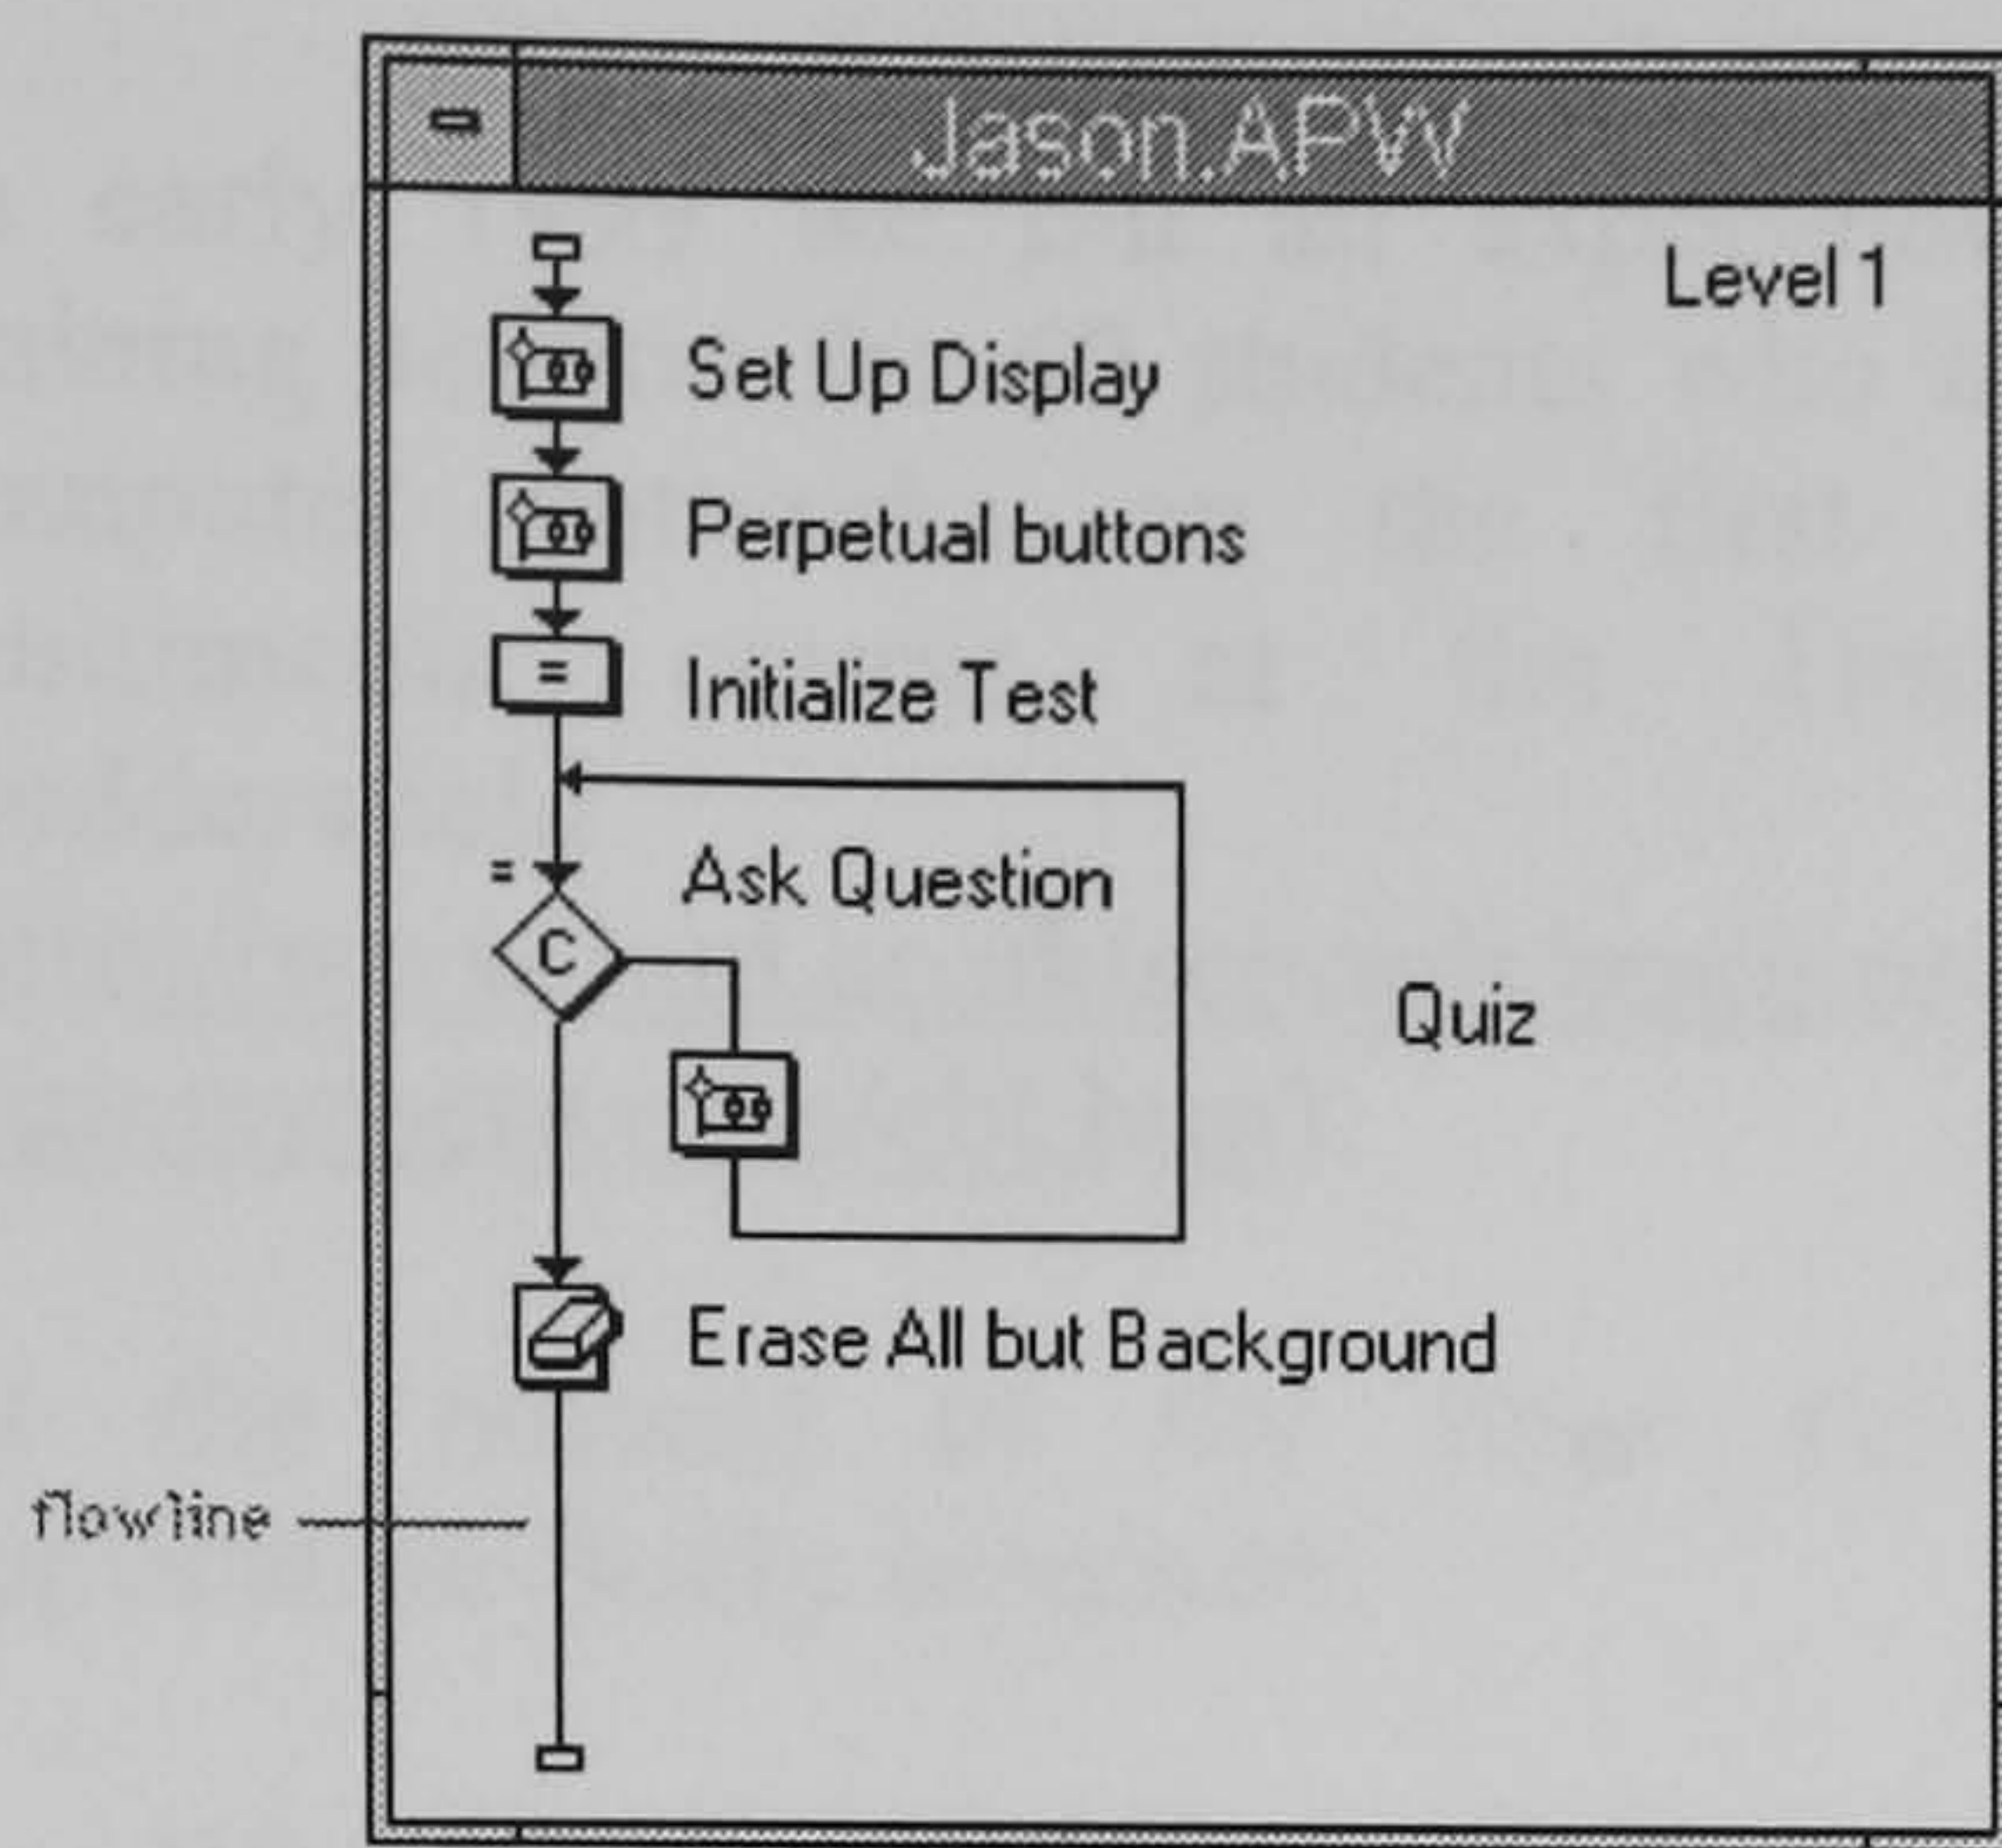 Jason.APW
Level 1
Set Up Display
Perpetual buttons
=
Initialize Test
=
Ask Question
C
Quiz
Erase All but Background
flowline